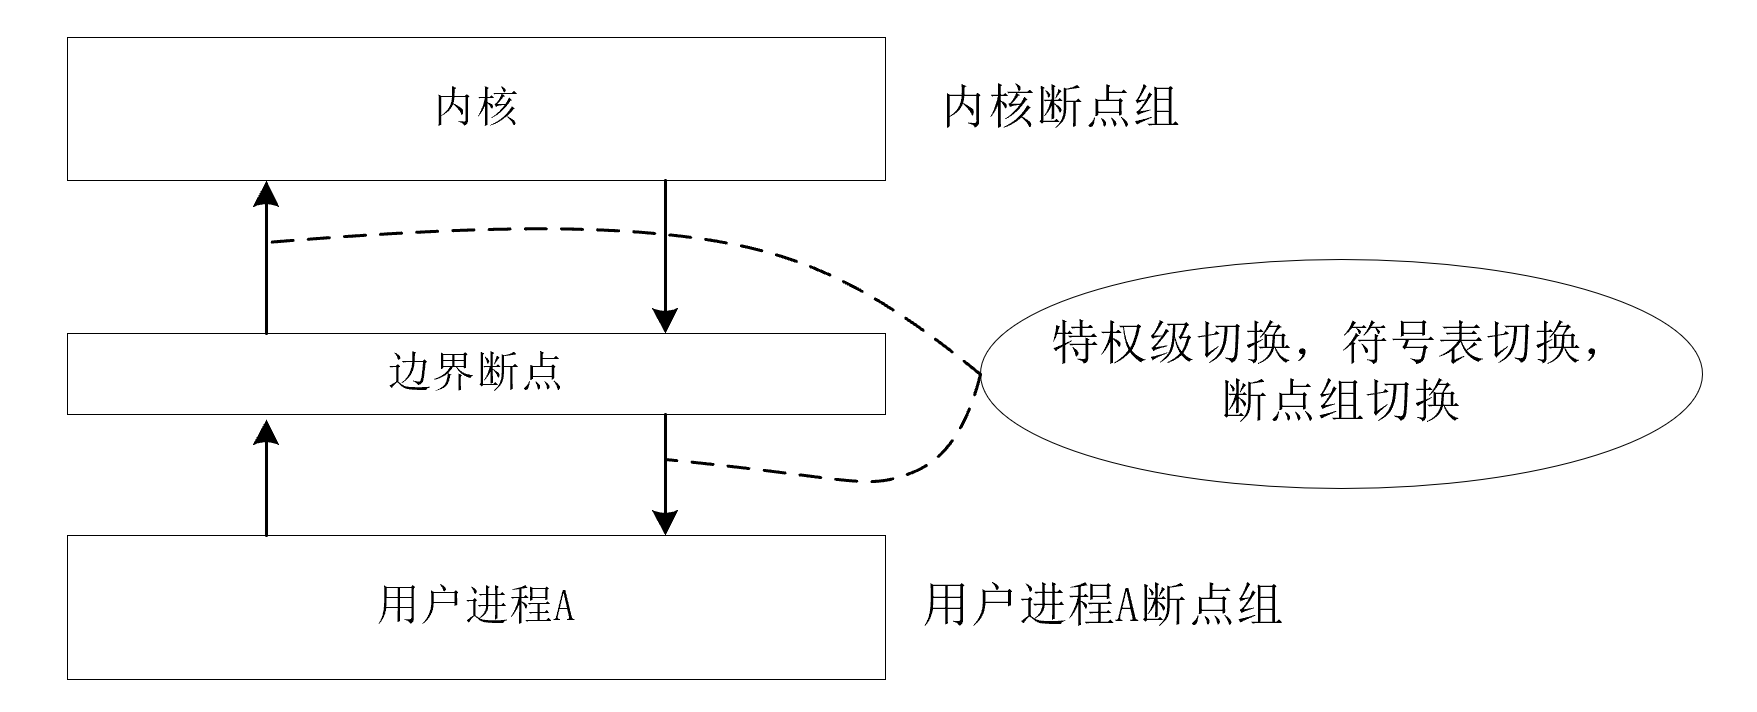 内核
内核断点组
边界断点
特权级切换，符号表切换，
断点组切换
用户进程A
用户进程A断点组